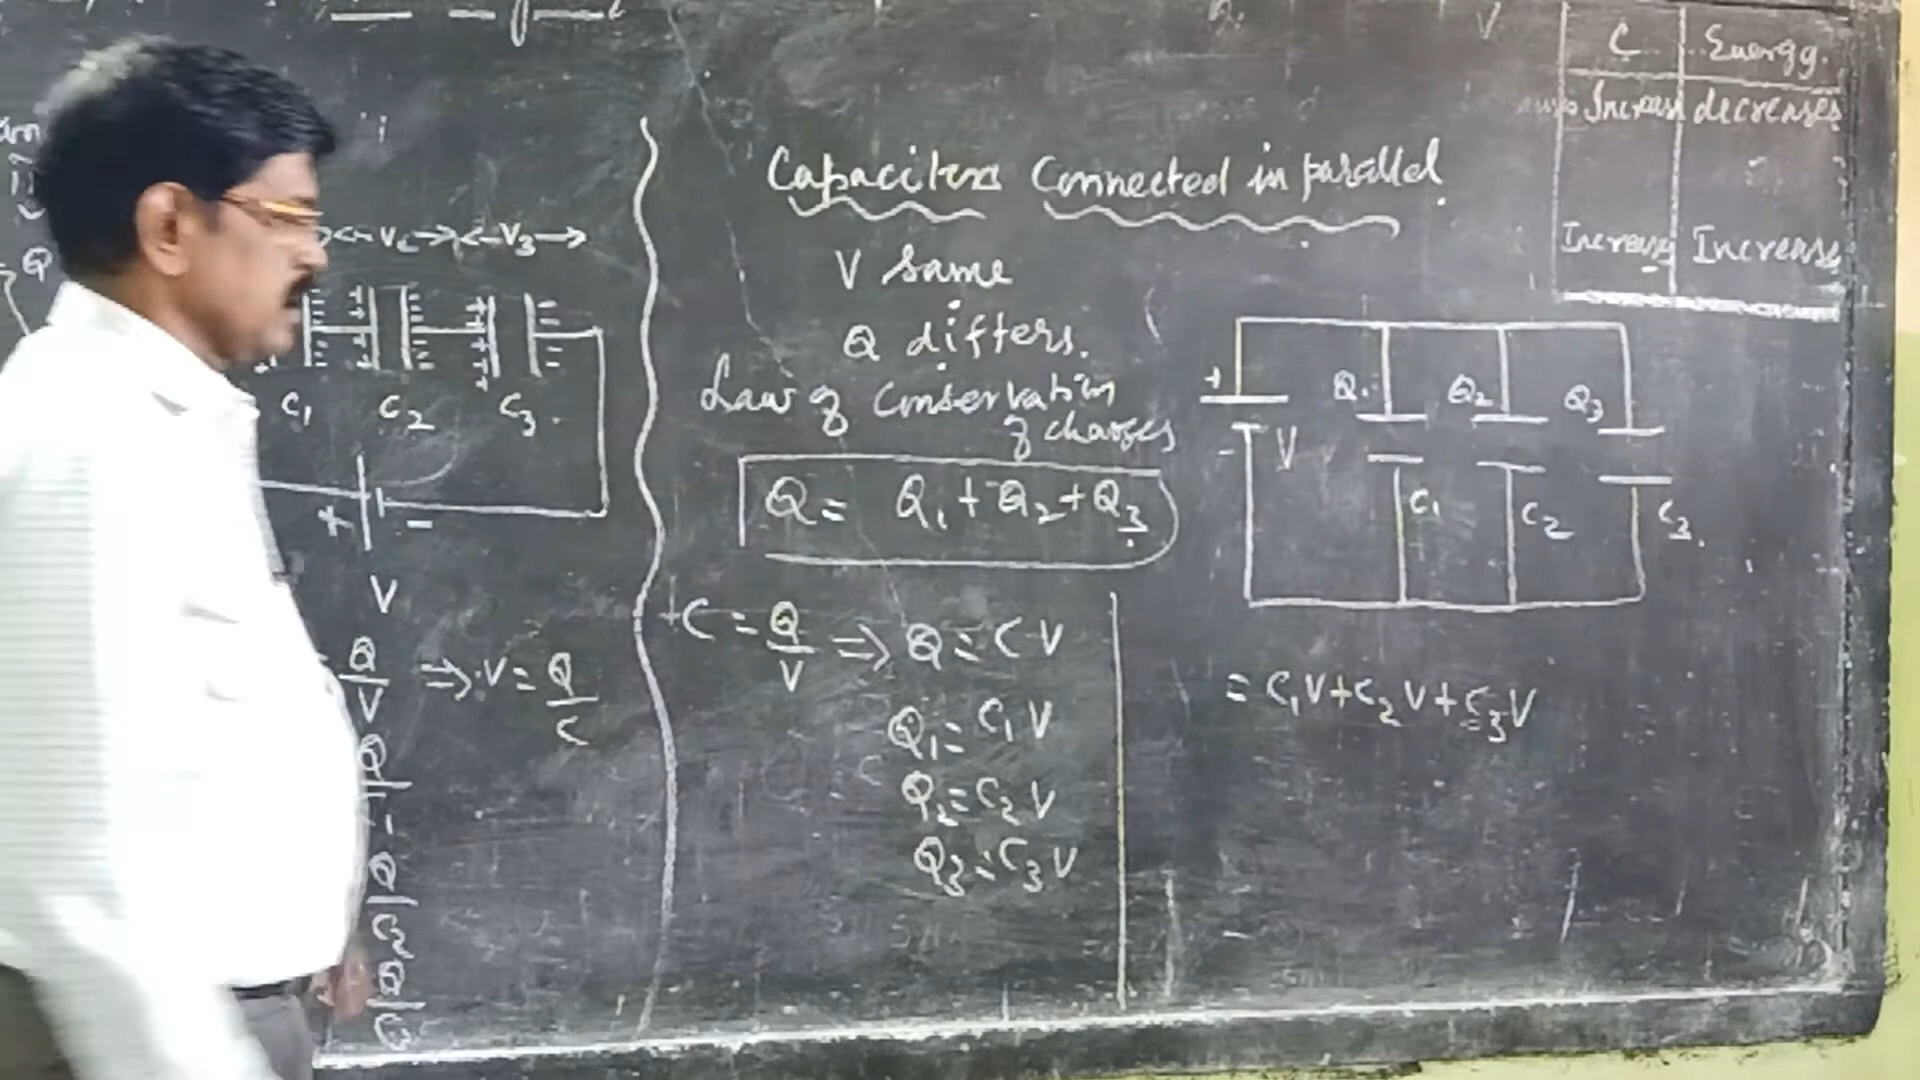 Q
V₂ V₃
C₁ C₂ C₃
+ -
V
Q/V ⇒ V = Q/C
Capacitors Connected in parallel
V same
Q differs.
Law of Conservation
of charges
Q = Q₁ + Q₂ + Q₃
C = Q/V ⇒ Q = CV
Q₁ = C₁V
Q₂ = C₂V
Q₃ = C₃V
C Energy.
Increases decreases
Increases Increase
+ Q₁ Q₂ Q₃
- V
C₁ C₂ C₃
= C₁V + C₂V + C₃V